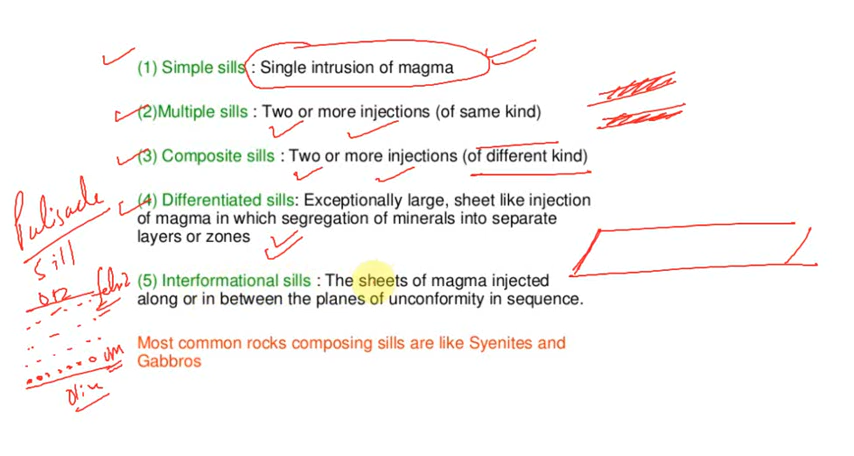 (1) Simple sills : Single intrusion of magma
(2)Multiple sills : Two or more injections (of same kind)
(3) Composite sills : Two or more injections (of different kind)
(4) Differentiated sills: Exceptionally large, sheet like injection
of magma in which segregation of minerals into separate
layers or zones
(5) Interformational sills : The sheets of magma injected
along or in between the planes of unconformity in sequence.
Most common rocks composing sills are like Syenites and
Gabbros
Palisade
Sill